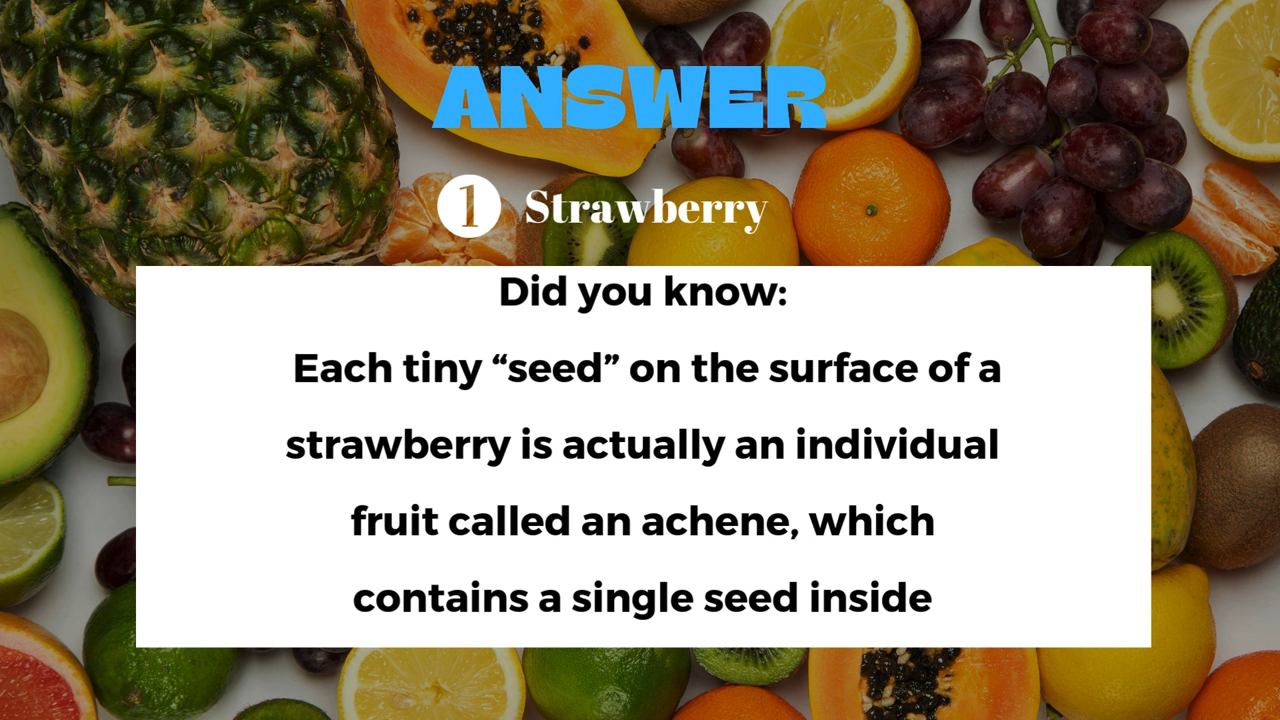 ANSWER
1 Strawberry
Did you know:
Each tiny “seed” on the surface of a
strawberry is actually an individual
fruit called an achene, which
contains a single seed inside